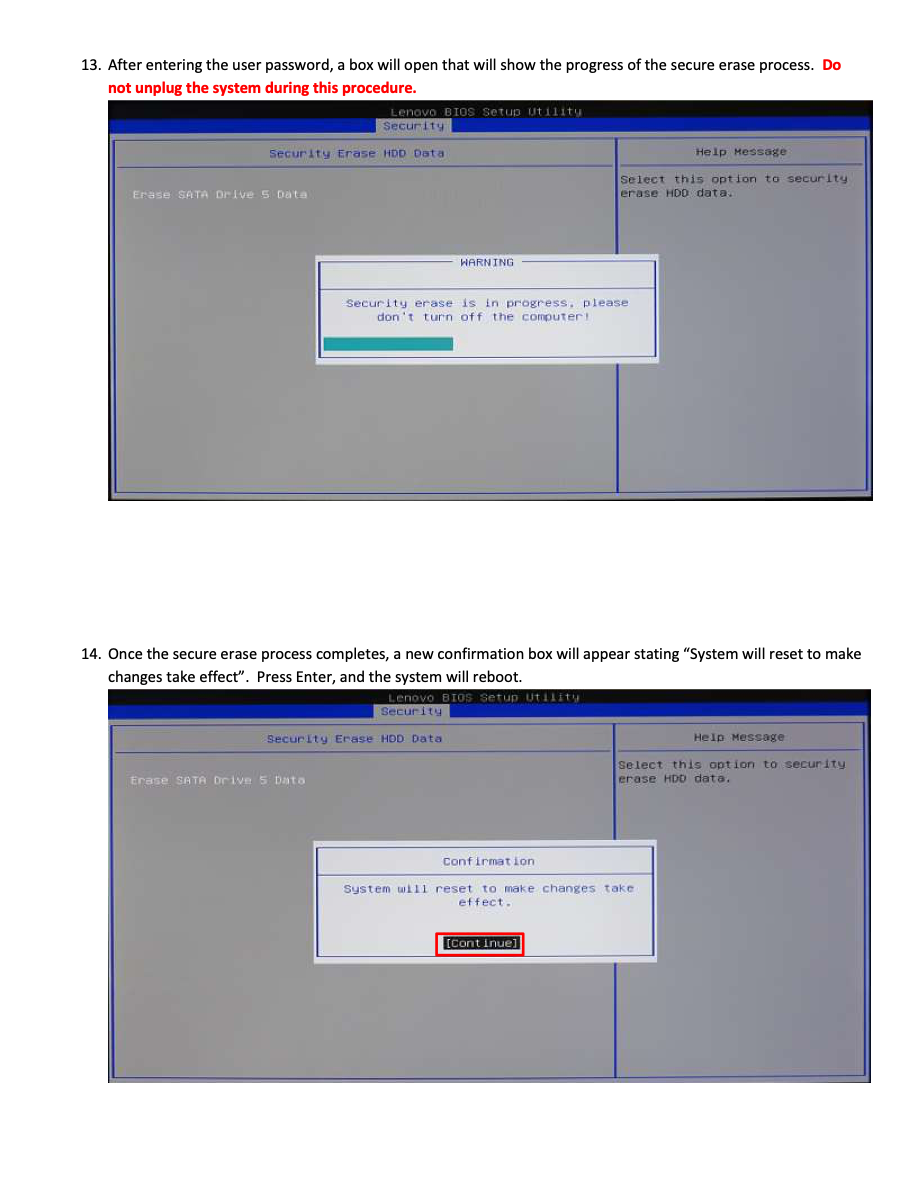 13. After entering the user password, a box will open that will show the progress of the secure erase process. Do
not unplug the system during this procedure.
Lenovo BIOS Setup Utility
Security
Security Erase HDD Data
Help Message
Erase SATA Drive 5 Data
Select this option to security
erase HDD data.
WARNING
Security erase is in progress, please
don't turn off the computer!
14. Once the secure erase process completes, a new confirmation box will appear stating “System will reset to make
changes take effect”. Press Enter, and the system will reboot.
Lenovo BIOS Setup Utility
Security
Security Erase HDD Data
Help Message
Erase SATA Drive 5 Data
Select this option to security
erase HDD data.
Confirmation
System will reset to make changes take
effect.
[Continue]